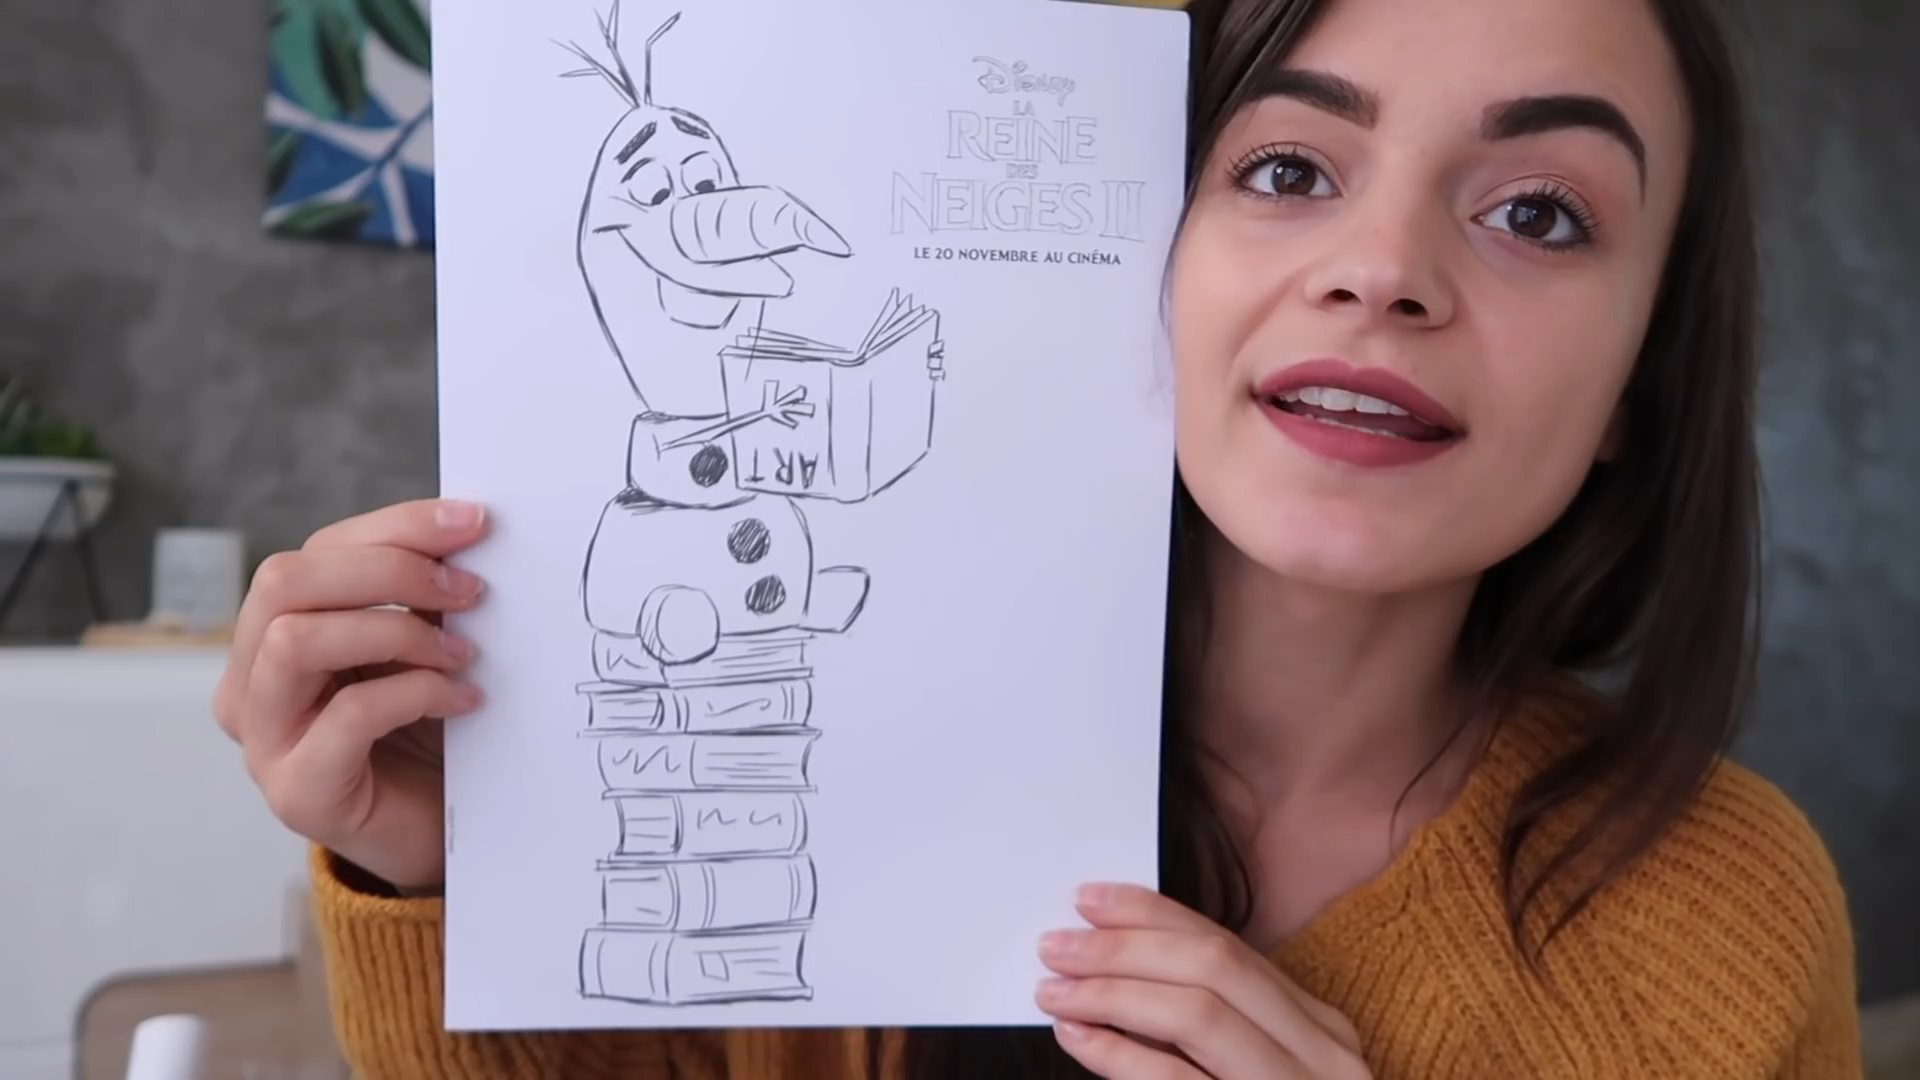 Disney
LA
REINE
DES
NEIGES II
LE 20 NOVEMBRE AU CINÉMA
ART